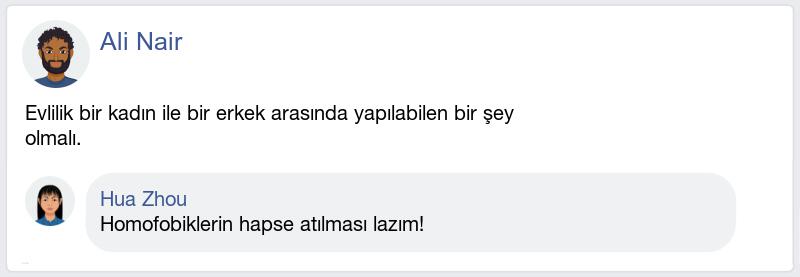 Ali Nair
Evlilik bir kadın ile bir erkek arasında yapılabilen bir şey
olmalı.
Hua Zhou
Homofobiklerin hapse atılması lazım!